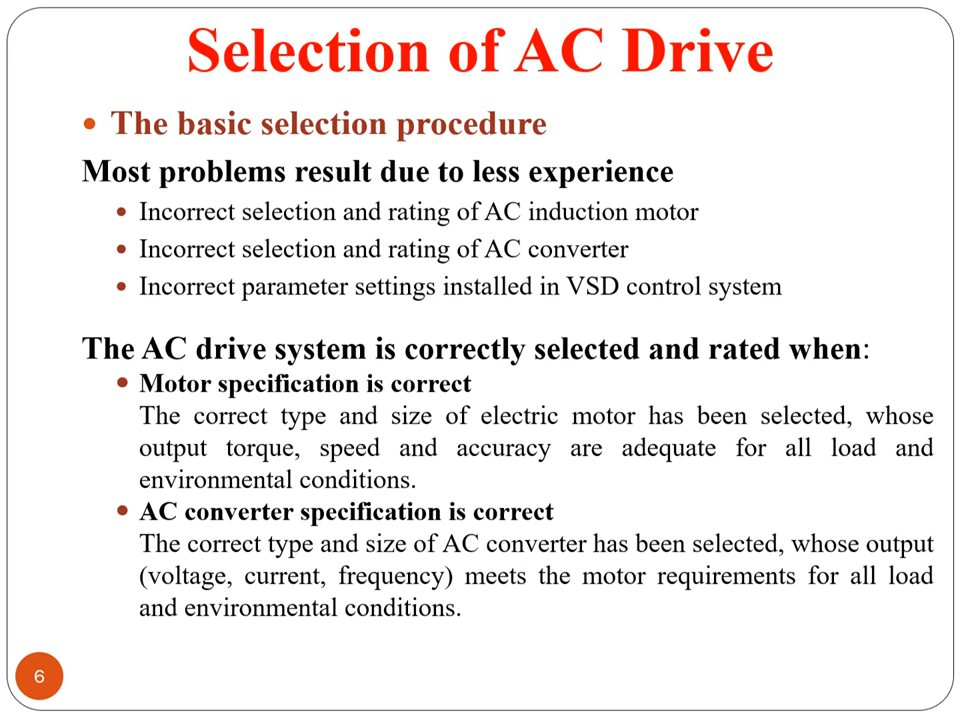 Selection of AC Drive
• The basic selection procedure
Most problems result due to less experience
• Incorrect selection and rating of AC induction motor
• Incorrect selection and rating of AC converter
• Incorrect parameter settings installed in VSD control system
The AC drive system is correctly selected and rated when:
• Motor specification is correct
The correct type and size of electric motor has been selected, whose
output torque, speed and accuracy are adequate for all load and
environmental conditions.
• AC converter specification is correct
The correct type and size of AC converter has been selected, whose output
(voltage, current, frequency) meets the motor requirements for all load
and environmental conditions.
6